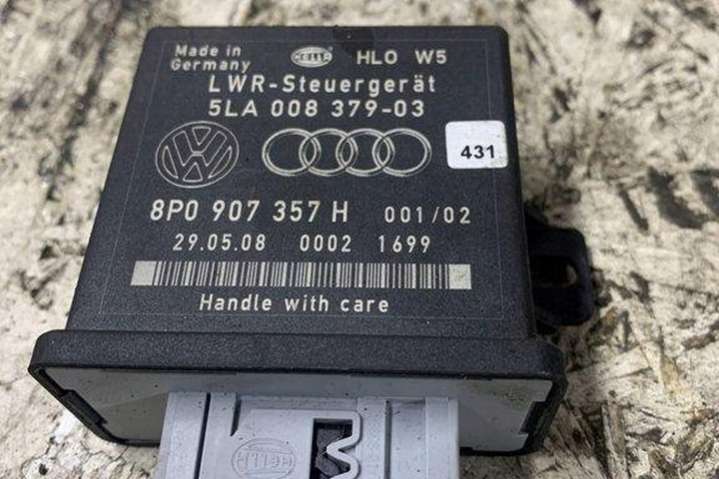 Made in
Germany
HELLA
HLO W5
LWR-Steuergerät
5LA 008 379-03
431
8P0 907 357 H 001/02
29.05.08 0002 1699
Handle with care
HELLA